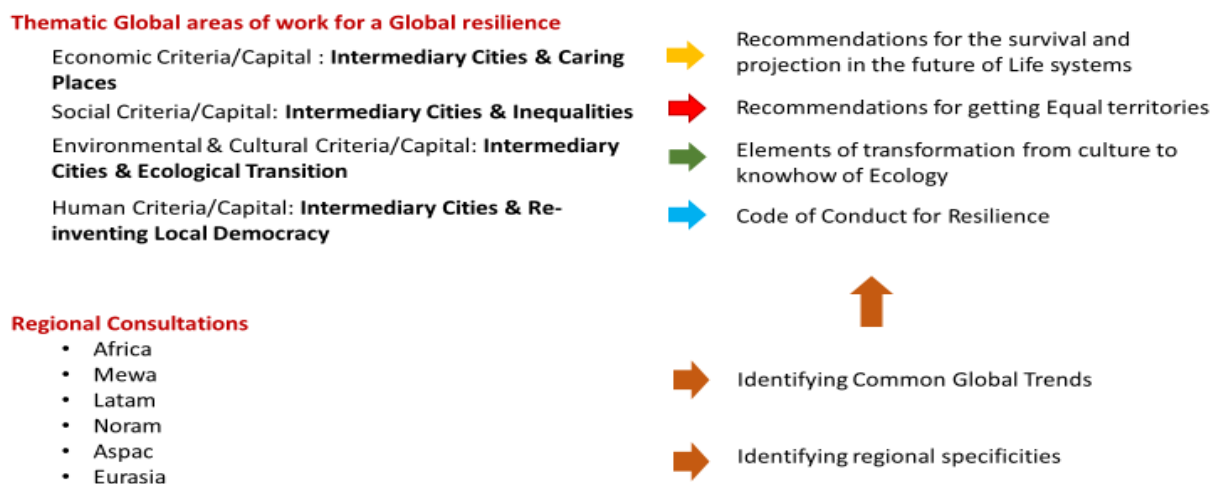 Thematic Global areas of work for a Global resilience
Economic Criteria/Capital : Intermediary Cities & Caring
Places
Social Criteria/Capital: Intermediary Cities & Inequalities
Environmental & Cultural Criteria/Capital: Intermediary
Cities & Ecological Transition
Human Criteria/Capital: Intermediary Cities & Re-
inventing Local Democracy
Recommendations for the survival and
projection in the future of Life systems
Recommendations for getting Equal territories
Elements of transformation from culture to
knowhow of Ecology
Code of Conduct for Resilience
Regional Consultations
• Africa
• Mewa
• Latam
• Noram
• Aspac
• Eurasia
Identifying Common Global Trends
Identifying regional specificities